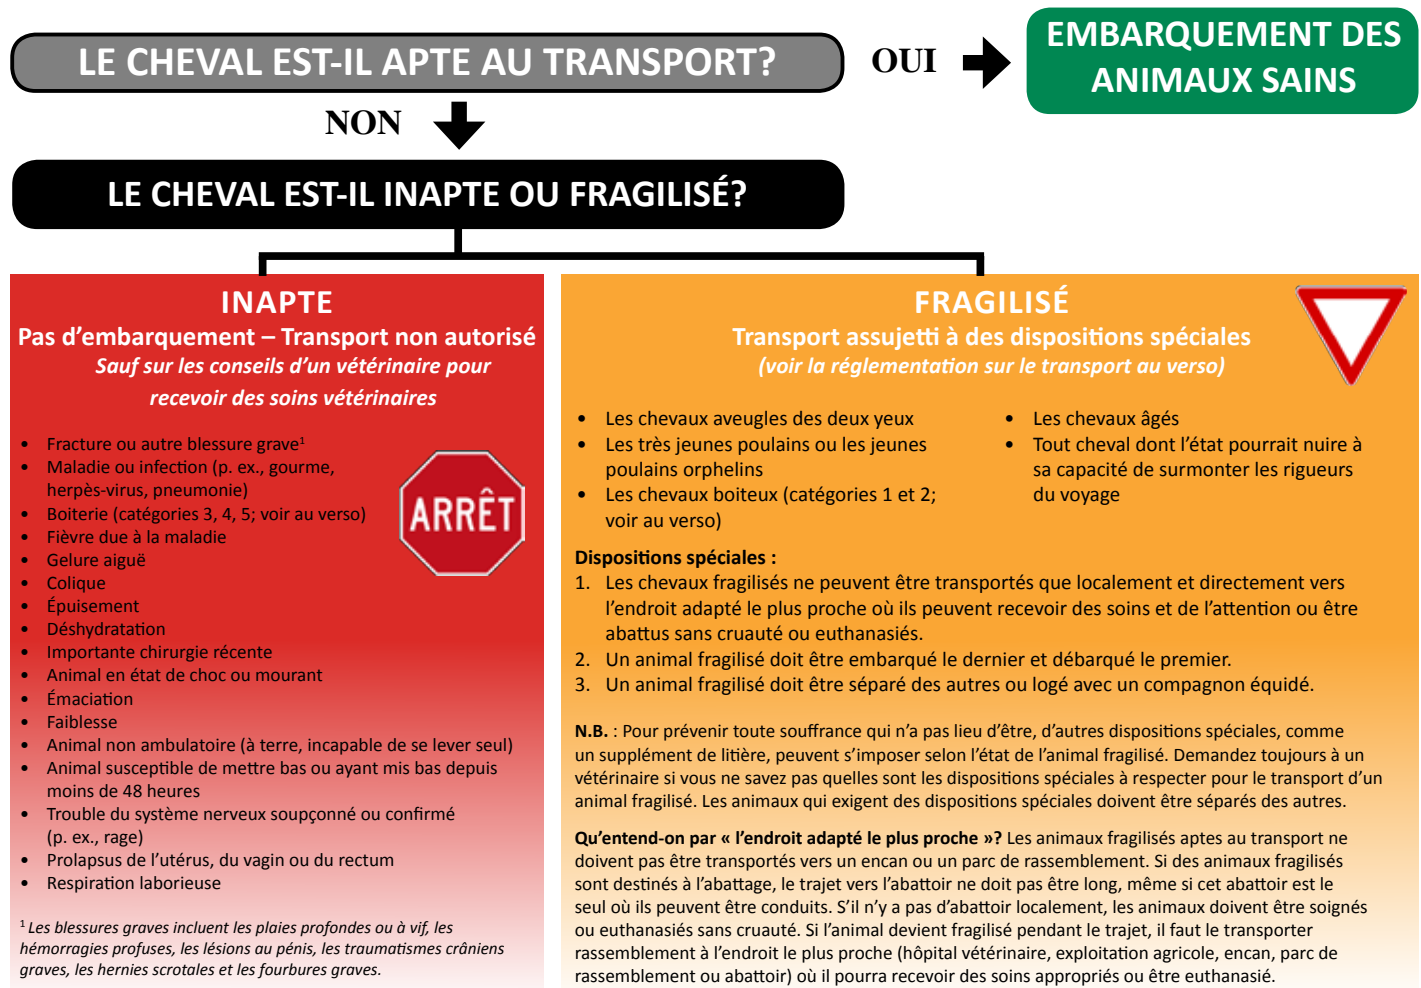 LE CHEVAL EST-IL APTE AU TRANSPORT?
OUI
EMBARQUEMENT DES
ANIMAUX SAINS
NON
LE CHEVAL EST-IL INAPTE OU FRAGILISÉ?
INAPTE
Pas d’embarquement – Transport non autorisé
Sauf sur les conseils d’un vétérinaire pour
recevoir des soins vétérinaires
• Fracture ou autre blessure grave¹
• Maladie ou infection (p. ex., gourme,
herpès-virus, pneumonie)
• Boiterie (catégories 3, 4, 5; voir au verso)
• Fièvre due à la maladie
• Gelure aiguë
• Colique
• Épuisement
• Déshydratation
• Importante chirurgie récente
• Animal en état de choc ou mourant
• Émaciation
• Faiblesse
• Animal non ambulatoire (à terre, incapable de se lever seul)
• Animal susceptible de mettre bas ou ayant mis bas depuis
moins de 48 heures
• Trouble du système nerveux soupçonné ou confirmé
(p. ex., rage)
• Prolapsus de l’utérus, du vagin ou du rectum
• Respiration laborieuse
ARRÊT
¹ Les blessures graves incluent les plaies profondes ou à vif, les
hémorragies profuses, les lésions au pénis, les traumatismes crâniens
graves, les hernies scrotales et les fourbures graves.
FRAGILISÉ
Transport assujetti à des dispositions spéciales
(voir la réglementation sur le transport au verso)
• Les chevaux aveugles des deux yeux
• Les très jeunes poulains ou les jeunes
poulains orphelins
• Les chevaux boiteux (catégories 1 et 2;
voir au verso)
• Les chevaux âgés
• Tout cheval dont l’état pourrait nuire à
sa capacité de surmonter les rigueurs
du voyage
Dispositions spéciales :
1. Les chevaux fragilisés ne peuvent être transportés que localement et directement vers
l’endroit adapté le plus proche où ils peuvent recevoir des soins et de l’attention ou être
abattus sans cruauté ou euthanasiés.
2. Un animal fragilisé doit être embarqué le dernier et débarqué le premier.
3. Un animal fragilisé doit être séparé des autres ou logé avec un compagnon équidé.
N.B. : Pour prévenir toute souffrance qui n’a pas lieu d’être, d’autres dispositions spéciales, comme
un supplément de litière, peuvent s’imposer selon l’état de l’animal fragilisé. Demandez toujours à un
vétérinaire si vous ne savez pas quelles sont les dispositions spéciales à respecter pour le transport d’un
animal fragilisé. Les animaux qui exigent des dispositions spéciales doivent être séparés des autres.
Qu’entend-on par « l’endroit adapté le plus proche »? Les animaux fragilisés aptes au transport ne
doivent pas être transportés vers un encan ou un parc de rassemblement. Si des animaux fragilisés
sont destinés à l’abattage, le trajet vers l’abattoir ne doit pas être long, même si cet abattoir est le
seul où ils peuvent être conduits. S’il n’y a pas d’abattoir localement, les animaux doivent être soignés
ou euthanasiés sans cruauté. Si l’animal devient fragilisé pendant le trajet, il faut le transporter
rassemblement à l’endroit le plus proche (hôpital vétérinaire, exploitation agricole, encan, parc de
rassemblement ou abattoir) où il pourra recevoir des soins appropriés ou être euthanasié.